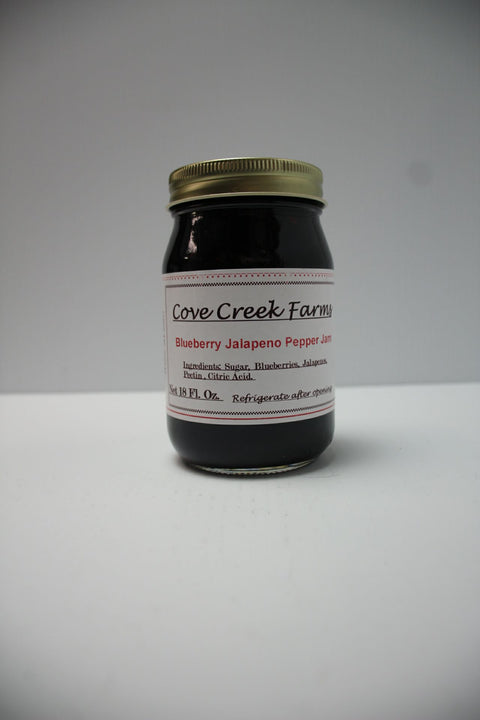 Cove Creek Farms
Blueberry Jalapeno Pepper Jam
Ingredients: Sugar, Blueberries, Jalapenos,
Pectin , Citric Acid.
Net 18 Fl. Oz. Refrigerate after opening